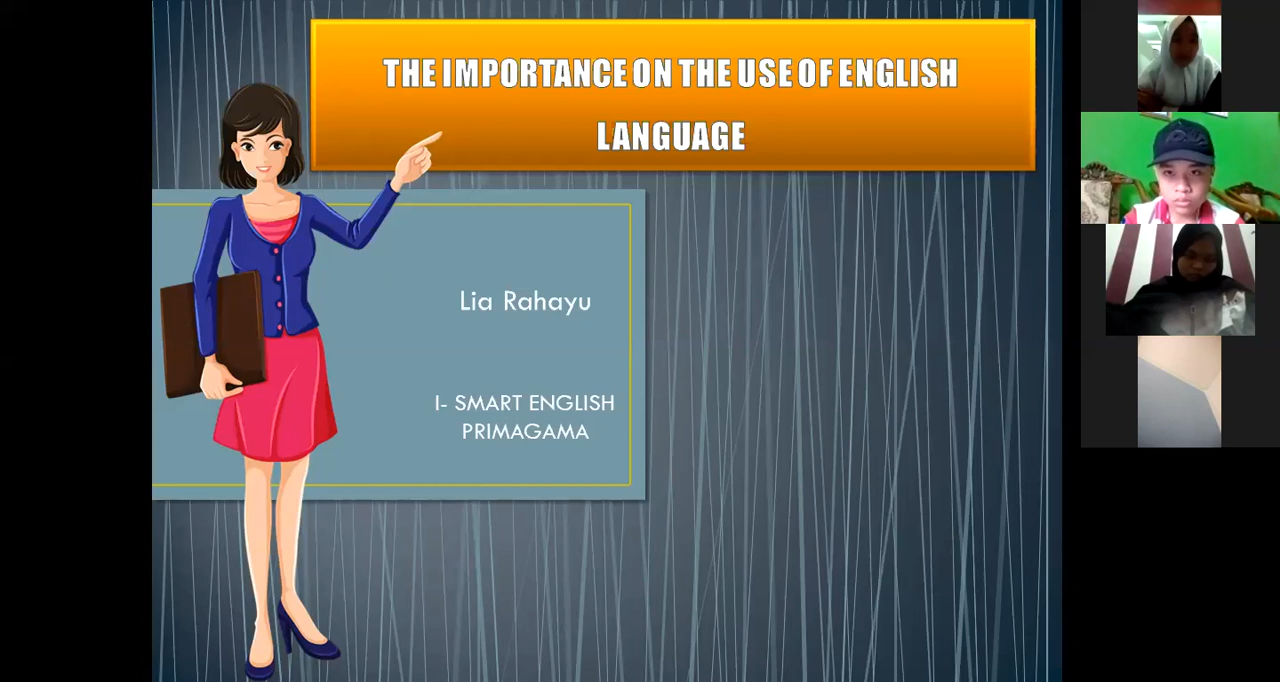 THE IMPORTANCE ON THE USE OF ENGLISH
LANGUAGE
Lia Rahayu
I- SMART ENGLISH
PRIMAGAMA